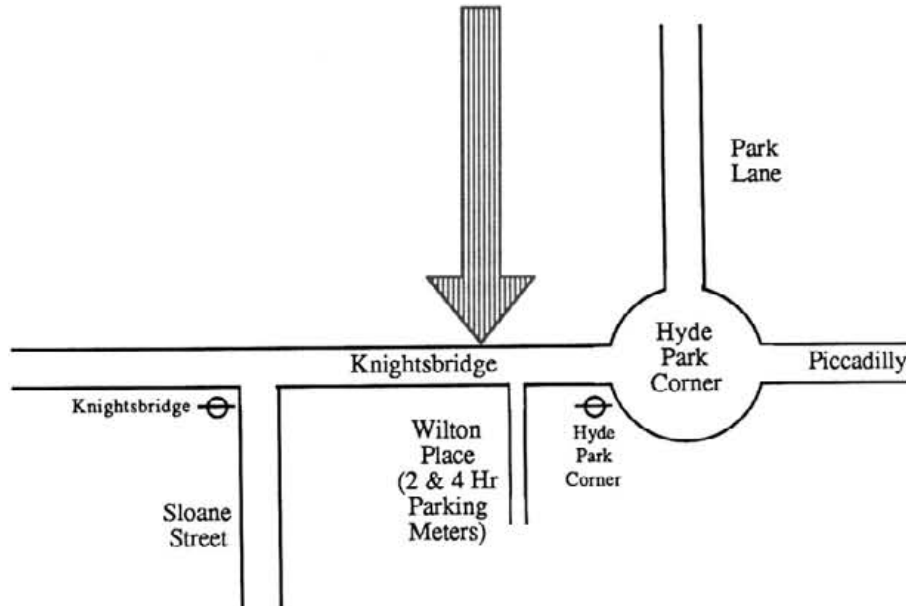 Park
Lane
Hyde
Park
Corner
Knightsbridge
Piccadilly
Knightsbridge
Wilton
Place
(2 & 4 Hr
Parking
Meters)
Hyde
Park
Corner
Sloane
Street